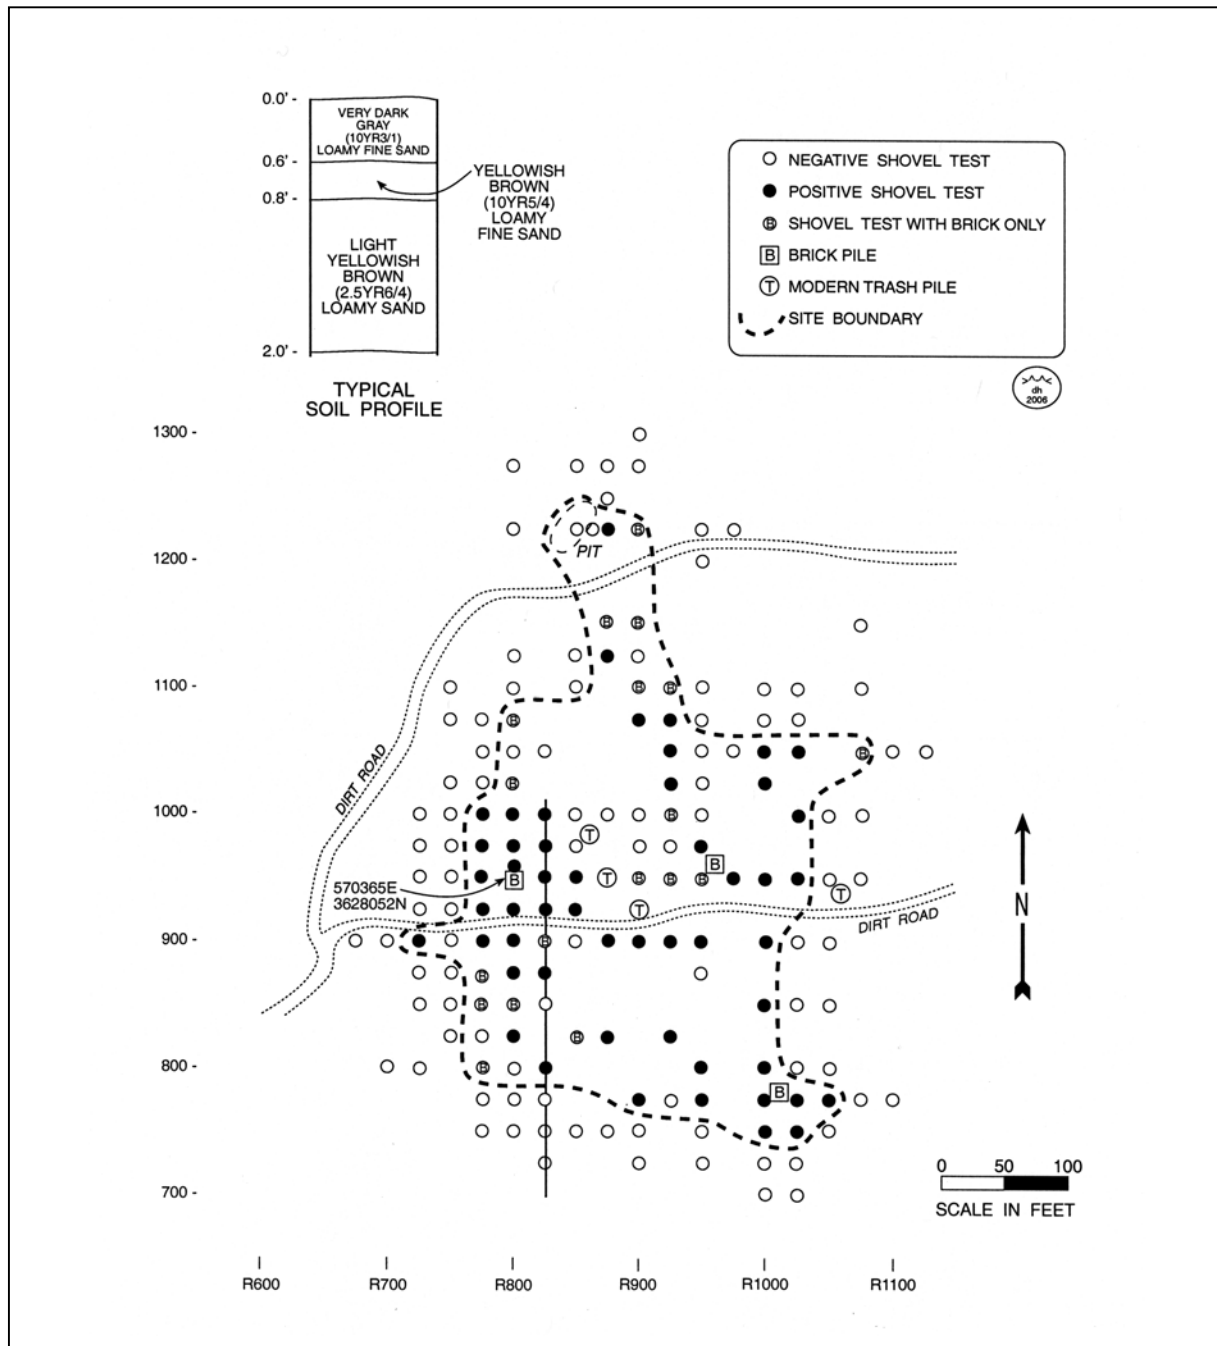 0.0' -
VERY DARK
GRAY
(10YR3/1)
LOAMY FINE SAND
0.6' -
YELLOWISH
BROWN
(10YR5/4)
LOAMY
FINE SAND
0.8' -
LIGHT
YELLOWISH
BROWN
(2.5YR6/4)
LOAMY SAND
2.0' -
TYPICAL
SOIL PROFILE
NEGATIVE SHOVEL TEST
POSITIVE SHOVEL TEST
B SHOVEL TEST WITH BRICK ONLY
B BRICK PILE
T MODERN TRASH PILE
SITE BOUNDARY
dh
2006
1300 -
1200 -
1100 -
1000 -
900 -
800 -
700 -
PIT
B
B B
B B
B
B
B
B
T
B
B
T B B B
T
T
B
B
B B
B
B
B
DIRT ROAD
570365E
3628052N
DIRT ROAD
N
0 50 100
SCALE IN FEET
R600 R700 R800 R900 R1000 R1100